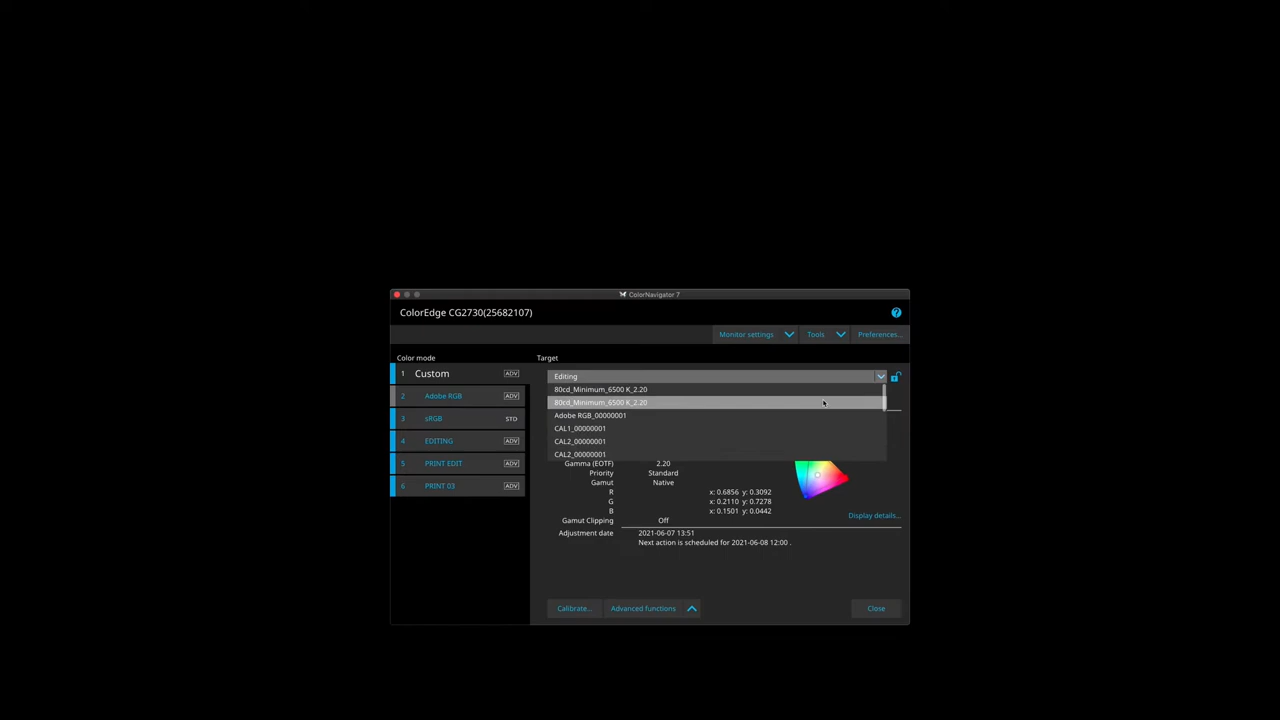 ColorNavigator 7
ColorEdge CG2730(25682107)
?
Monitor settings
Tools
Preferences...
Color mode
Target
1 Custom ADV
2 Adobe RGB ADV
3 sRGB STD
4 EDITING ADV
5 PRINT EDIT ADV
6 PRINT 03 ADV
Editing
80cd_Minimum_6500 K_2.20
80cd_Minimum_6500 K_2.20
Adobe RGB_00000001
CAL1_00000001
CAL2_00000001
CAL2_00000001
Gamma (EOTF) 2.20
Priority Standard
Gamut Native
R x: 0.6856 y: 0.3092
G x: 0.2110 y: 0.7278
B x: 0.1501 y: 0.0442
Display details...
Gamut Clipping Off
Adjustment date 2021-06-07 13:51
Next action is scheduled for 2021-06-08 12:00 .
Calibrate...
Advanced functions
Close